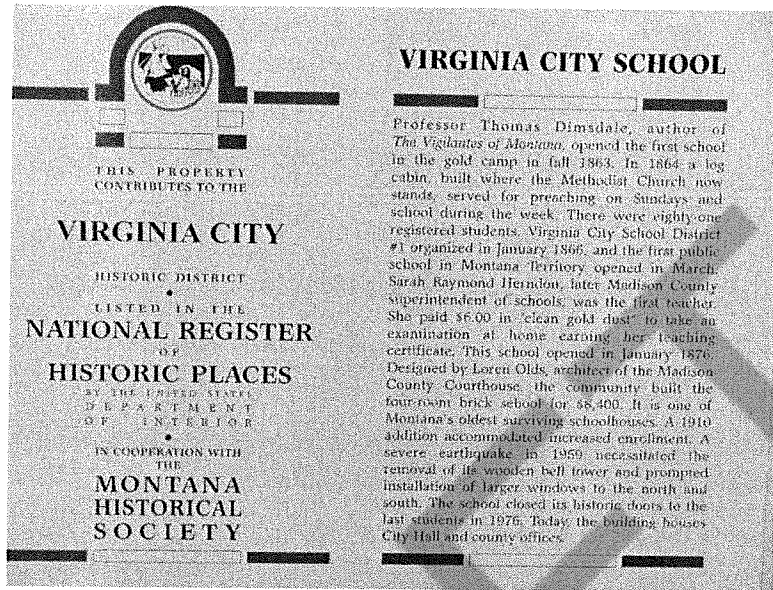 THIS PROPERTY
CONTRIBUTES TO THE
VIRGINIA CITY
HISTORIC DISTRICT
LISTED IN THE
NATIONAL REGISTER
OF
HISTORIC PLACES
BY THE UNITED STATES
DEPARTMENT
OF INTERIOR
IN COOPERATION WITH
THE
MONTANA
HISTORICAL
SOCIETY
VIRGINIA CITY SCHOOL
Professor Thomas Dimsdale, author of
The Vigilantes of Montana, opened the first school
in the gold camp in fall 1863. In 1864 a log
cabin, built where the Methodist Church now
stands, served for preaching on Sundays and
school during the week. There were eighty-one
registered students. Virginia City School District
#1 organized in January 1866, and the first public
school in Montana Territory opened in March.
Sarah Raymond Herndon, later Madison County
superintendent of schools, was the first teacher.
She paid $6.00 in "clean gold dust" to take an
examination at home earning her teaching
certificate. This school opened in January 1876.
Designed by Loren Olds, architect of the Madison
County Courthouse, the community built the
four-room brick school for $8,400. It is one of
Montana's oldest surviving schoolhouses. A 1910
addition accommodated increased enrollment. A
severe earthquake in 1959 necessitated the
removal of its wooden bell tower and prompted
installation of larger windows to the north and
south. The school closed its historic doors to the
last students in 1976. Today the building houses
City Hall and county offices.